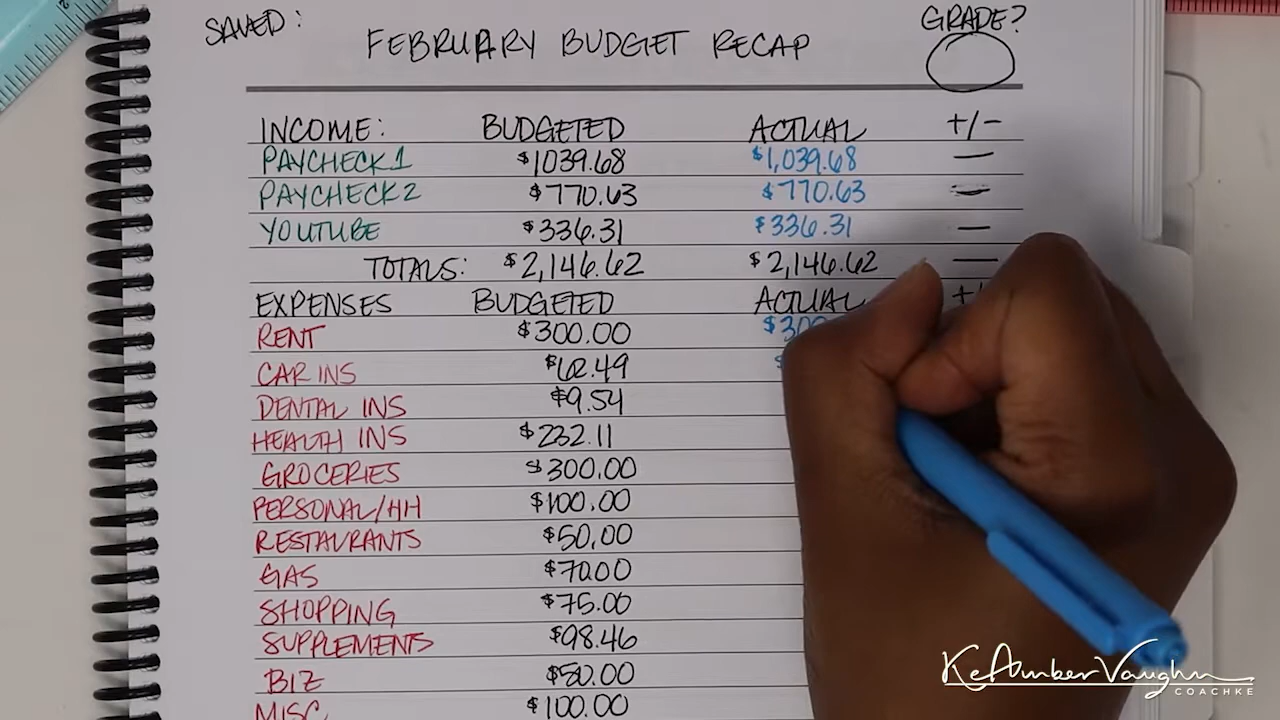 SAVED:
GRADE?
FEBRUARY BUDGET RECAP
INCOME: BUDGETED ACTUAL +/-
PAYCHECK1 $1039.68 $1,039.68 —
PAYCHECK2 $770.63 $770.63 —
YOUTUBE $336.31 $336.31 —
TOTALS: $2,146.62 $2,146.62 —
EXPENSES BUDGETED ACTUAL
RENT $300.00
CAR INS $62.49
DENTAL INS $9.54
HEALTH INS $232.11
GROCERIES $300.00
PERSONAL/HH $100.00
RESTAURANTS $50.00
GAS $70.00
SHOPPING $75.00
SUPPLEMENTS $98.46
BIZ $50.00
MISC $100.00
KeAmber Vaughn
COACHKE